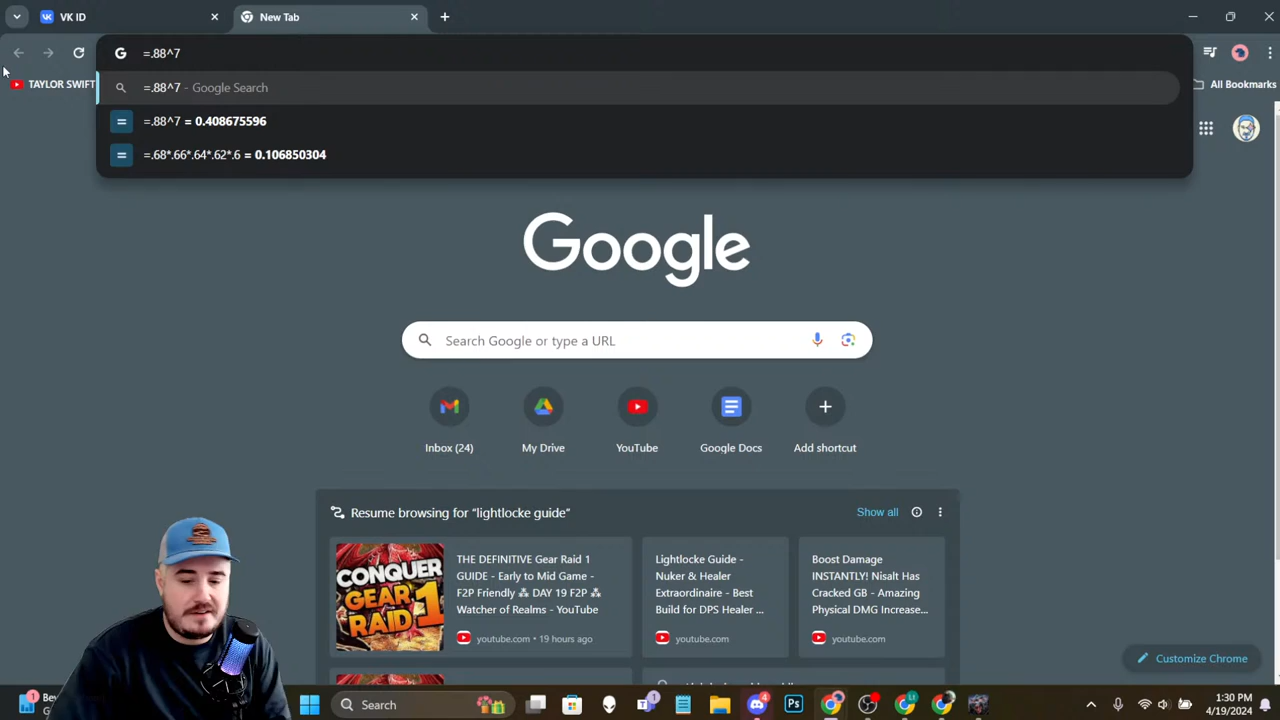 VK ID
New Tab
=.88^7
=.88^7 - Google Search
TAYLOR SWIFT
All Bookmarks
=.88^7 = 0.408675596
=.68*.66*.64*.62*.6 = 0.106850304
Google
Search Google or type a URL
Inbox (24)
My Drive
YouTube
Google Docs
Add shortcut
Resume browsing for “lightlocke guide”
Show all
CONQUER
GEAR
RAID 1
THE DEFINITIVE Gear Raid 1
GUIDE - Early to Mid Game -
F2P Friendly ⁂ DAY 19 F2P ⁂
Watcher of Realms - YouTube
youtube.com • 19 hours ago
Lightlocke Guide -
Nuker & Healer
Extraordinaire - Best
Build for DPS Healer ...
youtube.com
Boost Damage
INSTANTLY! Nisalt Has
Cracked GB - Amazing
Physical DMG Increase...
youtube.com
Customize Chrome
Search
1:30 PM
4/19/2024